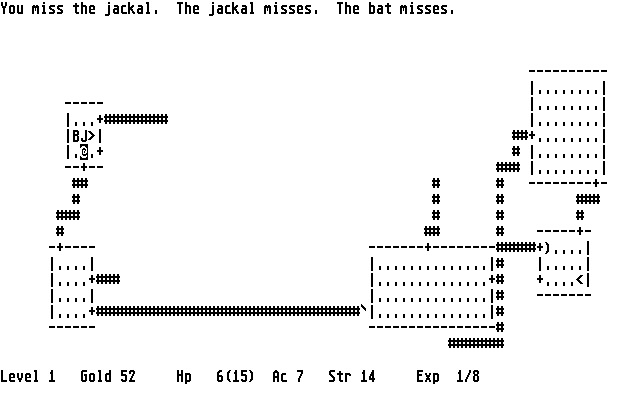 You miss the jackal.  The jackal misses.  The bat misses.
Level 1   Gold 52     Hp   6(15)  Ac 7   Str 14     Exp  1/8